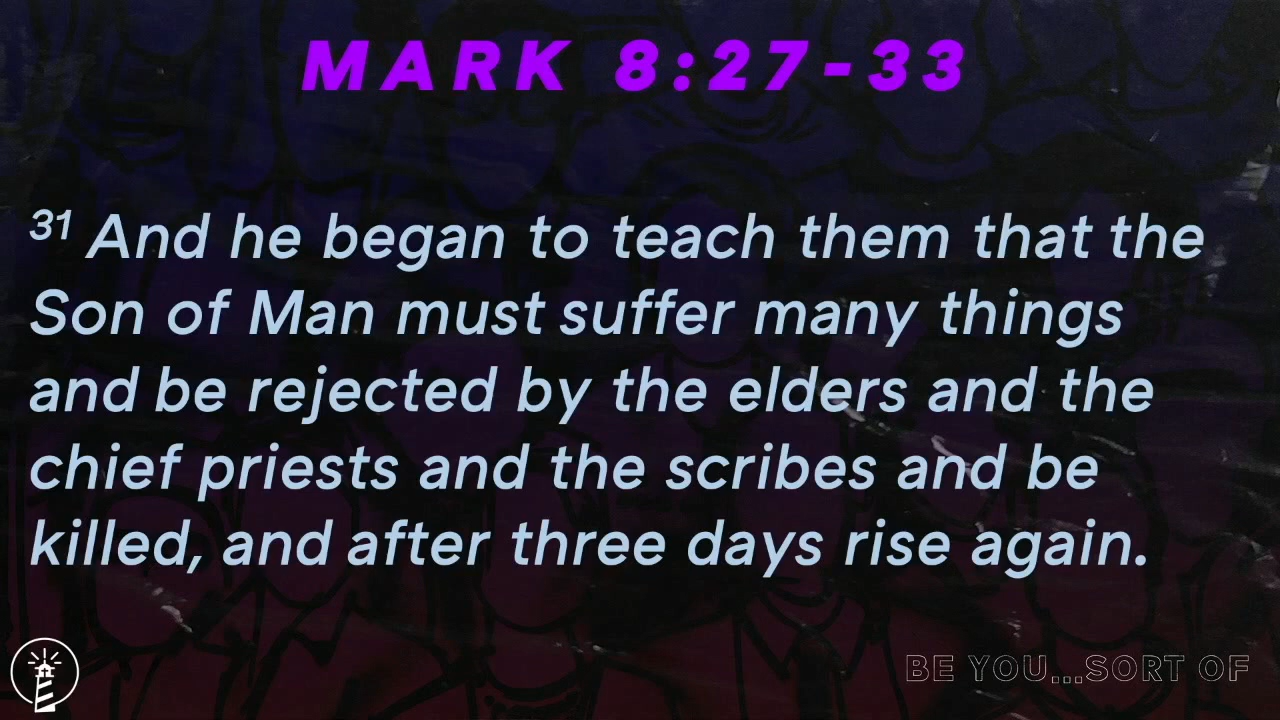 MARK 8:27-33
31 And he began to teach them that the
Son of Man must suffer many things
and be rejected by the elders and the
chief priests and the scribes and be
killed, and after three days rise again.
BE YOU...SORT OF